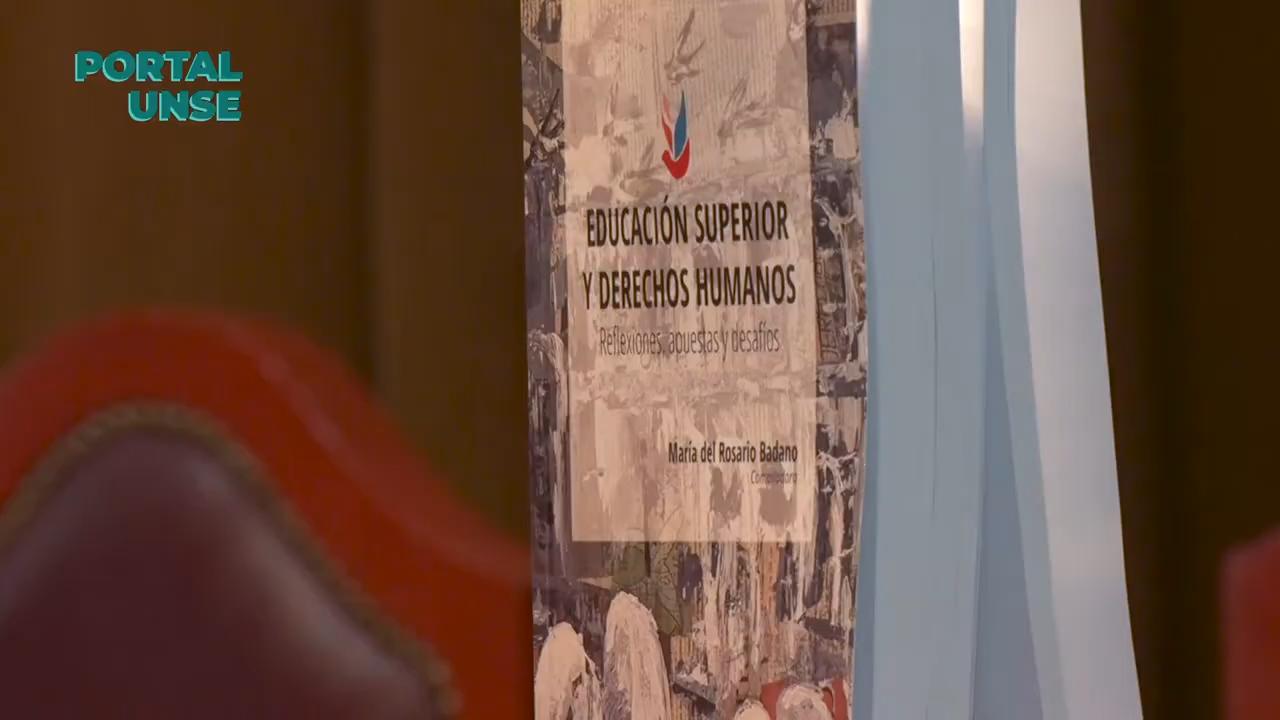 PORTAL
UNSE
EDUCACIÓN SUPERIOR
Y DERECHOS HUMANOS
Reflexiones, apuestas y desafíos
María del Rosario Badano
Compiladora